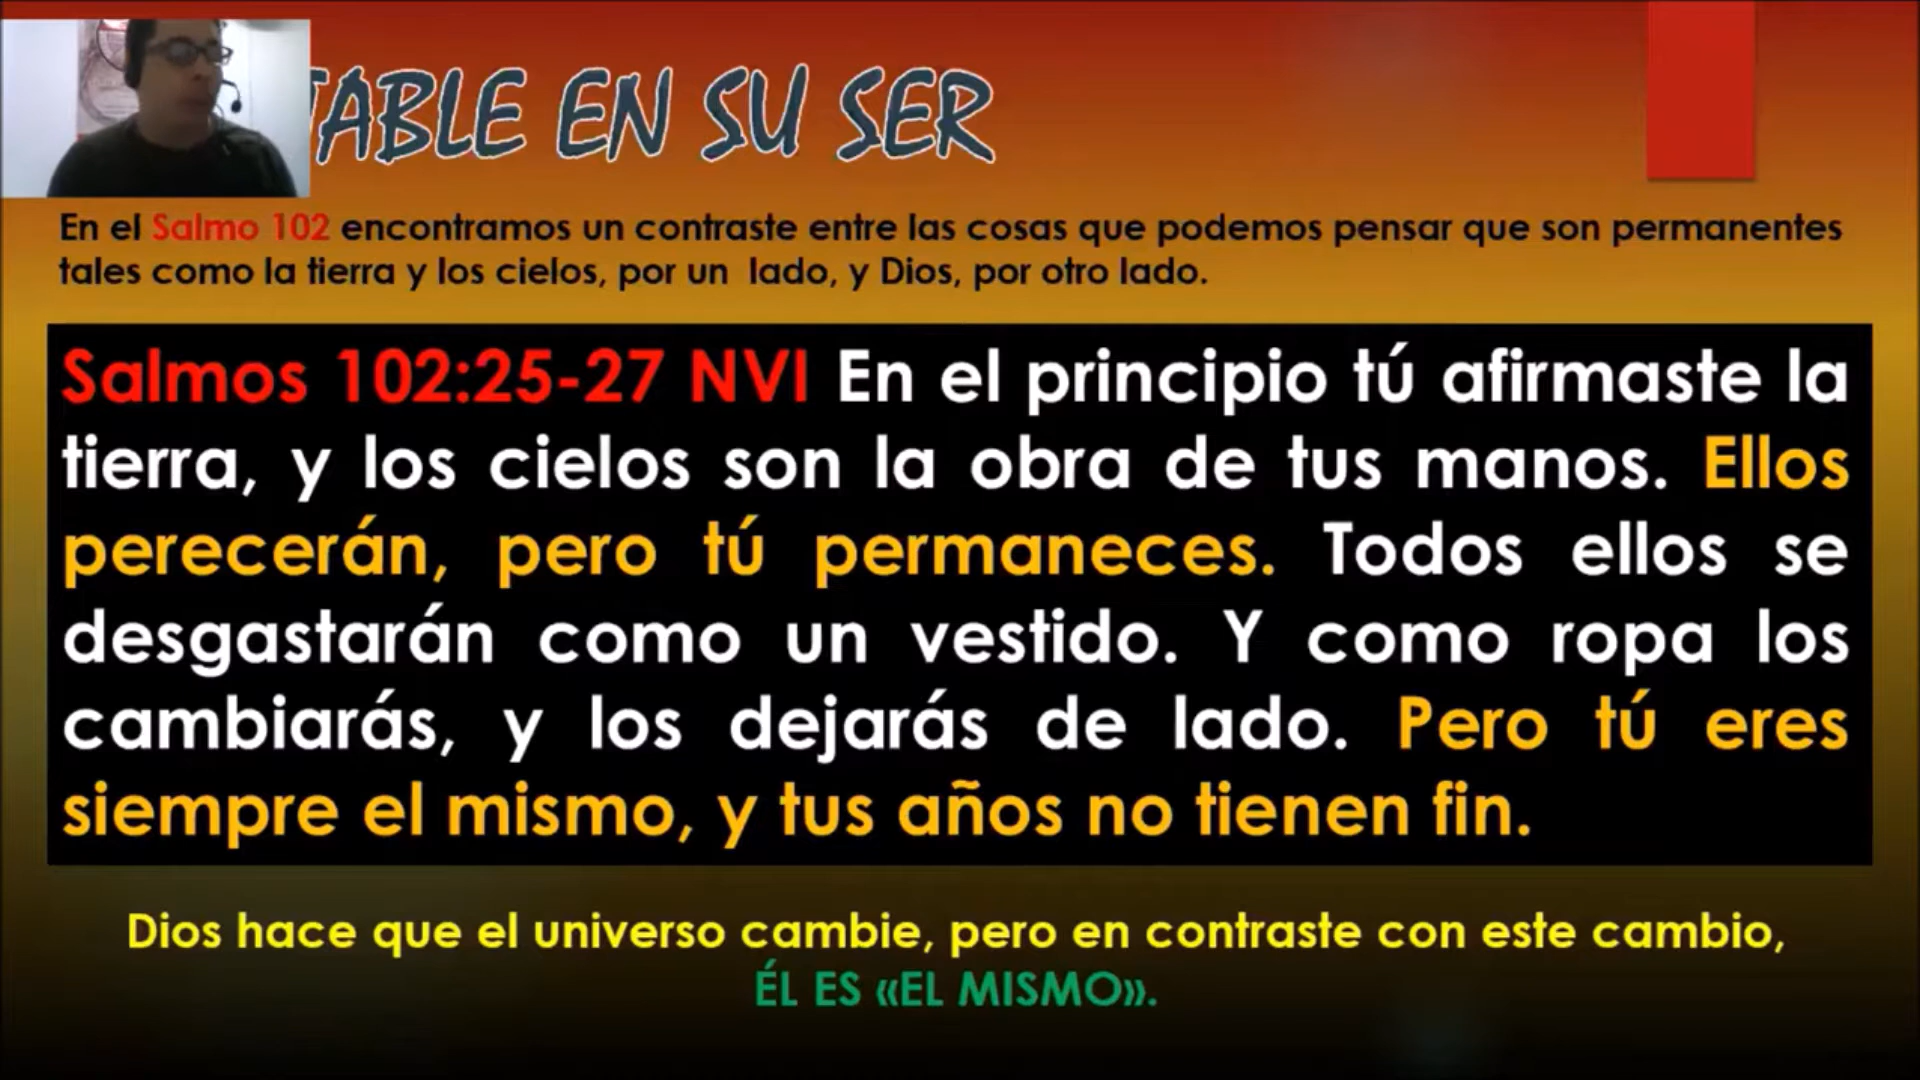 TABLE EN SU SER
En el Salmo 102 encontramos un contraste entre las cosas que podemos pensar que son permanentes
tales como la tierra y los cielos, por un lado, y Dios, por otro lado.
Salmos 102:25-27 NVI En el principio tú afirmaste la
tierra, y los cielos son la obra de tus manos. Ellos
perecerán, pero tú permaneces. Todos ellos se
desgastarán como un vestido. Y como ropa los
cambiarás, y los dejarás de lado. Pero tú eres
siempre el mismo, y tus años no tienen fin.
Dios hace que el universo cambie, pero en contraste con este cambio,
ÉL ES «EL MISMO».